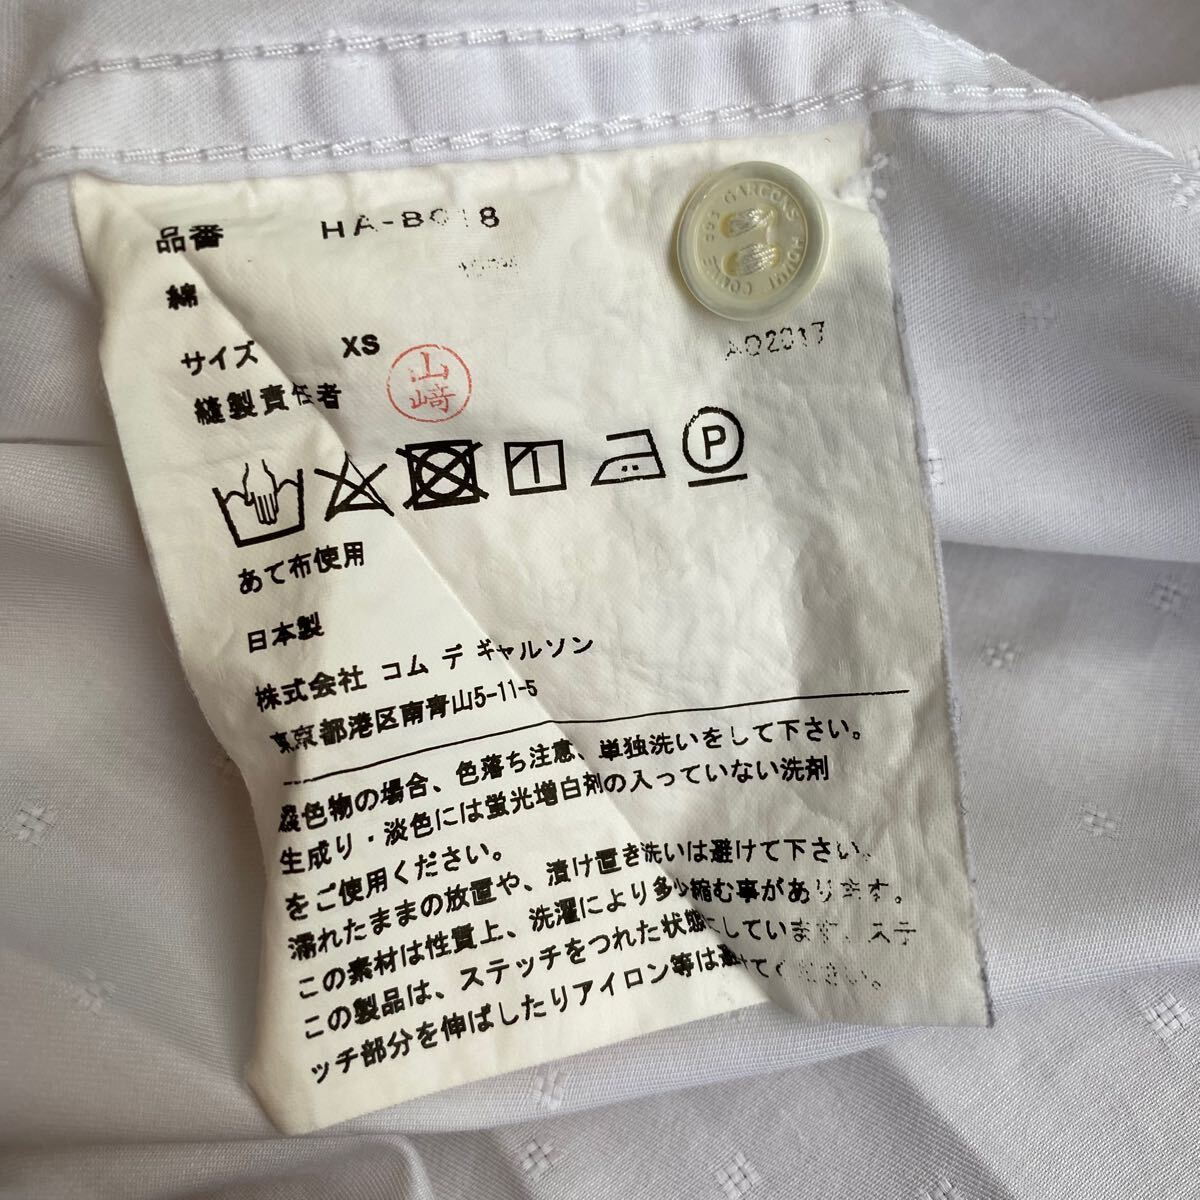 品番 HA-B018
綿 100%
サイズ XS
縫製責任者 山﨑
COMME des GARCONS
AD2017
P
あて布使用
日本製
株式会社 コム デ ギャルソン
東京都港区南青山5-11-5
染色物の場合、色落ち注意、単独洗いをして下さい。
生成り・淡色には蛍光増白剤の入っていない洗剤
をご使用ください。
濡れたままの放置や、漬け置き洗いは避けて下さい。
この素材は性質上、洗濯により多少縮む事があります。
この製品は、ステッチをつれた状態にしています。ステ
ッチ部分を伸ばしたりアイロン等は避けてください。